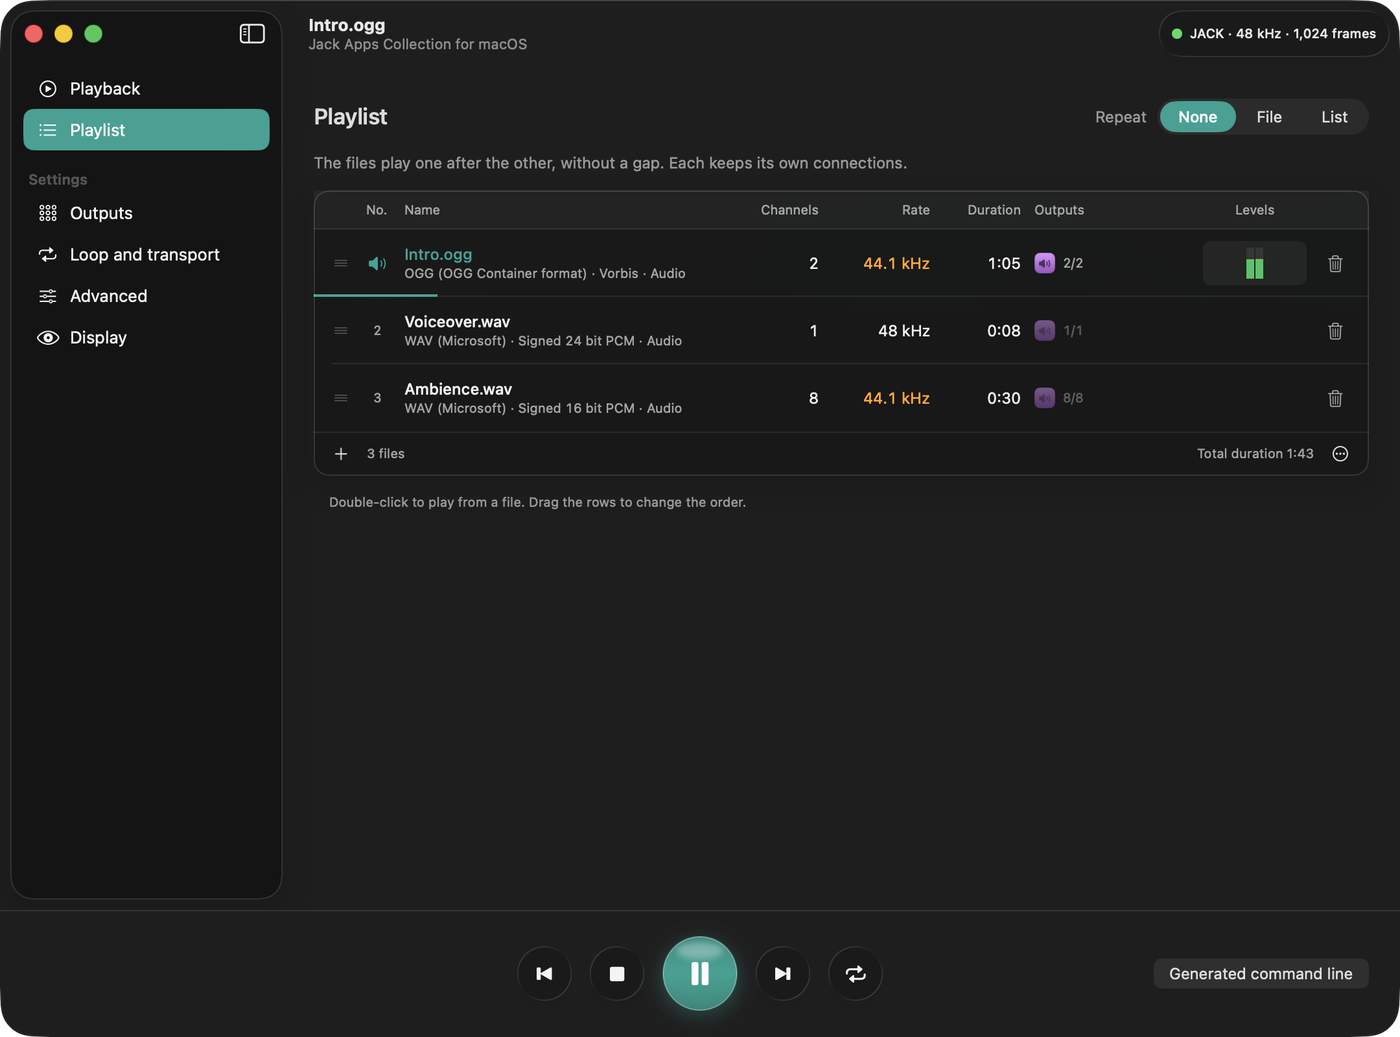 Intro.ogg
Jack Apps Collection for macOS
JACK · 48 kHz · 1,024 frames
Playback
Playlist
Settings
Outputs
Loop and transport
Advanced
Display
Playlist
Repeat None File List
The files play one after the other, without a gap. Each keeps its own connections.
No. Name Channels Rate Duration Outputs Levels
Intro.ogg
OGG (OGG Container format) · Vorbis · Audio
2 44.1 kHz 1:05 2/2
2 Voiceover.wav
WAV (Microsoft) · Signed 24 bit PCM · Audio
1 48 kHz 0:08 1/1
3 Ambience.wav
WAV (Microsoft) · Signed 16 bit PCM · Audio
8 44.1 kHz 0:30 8/8
3 files Total duration 1:43
Double-click to play from a file. Drag the rows to change the order.
Generated command line